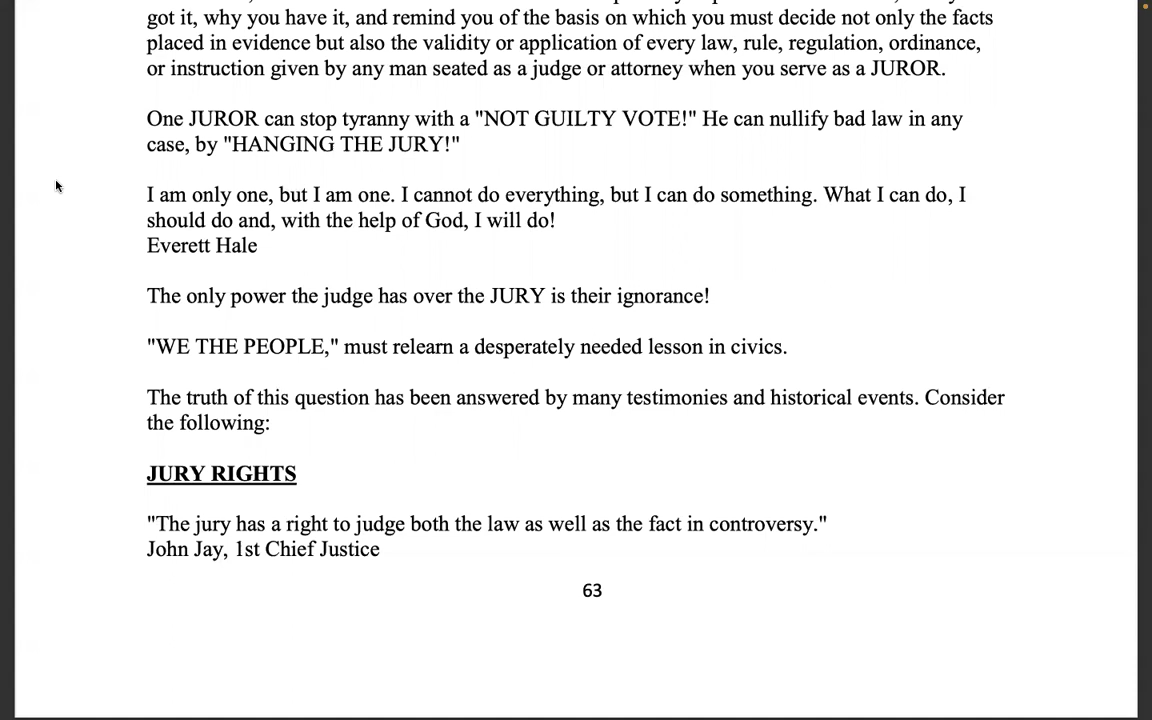 got it, why you have it, and remind you of the basis on which you must decide not only the facts
placed in evidence but also the validity or application of every law, rule, regulation, ordinance,
or instruction given by any man seated as a judge or attorney when you serve as a JUROR.
One JUROR can stop tyranny with a "NOT GUILTY VOTE!" He can nullify bad law in any
case, by "HANGING THE JURY!"
I am only one, but I am one. I cannot do everything, but I can do something. What I can do, I
should do and, with the help of God, I will do!
Everett Hale
The only power the judge has over the JURY is their ignorance!
"WE THE PEOPLE," must relearn a desperately needed lesson in civics.
The truth of this question has been answered by many testimonies and historical events. Consider
the following:
JURY RIGHTS
"The jury has a right to judge both the law as well as the fact in controversy."
John Jay, 1st Chief Justice
63